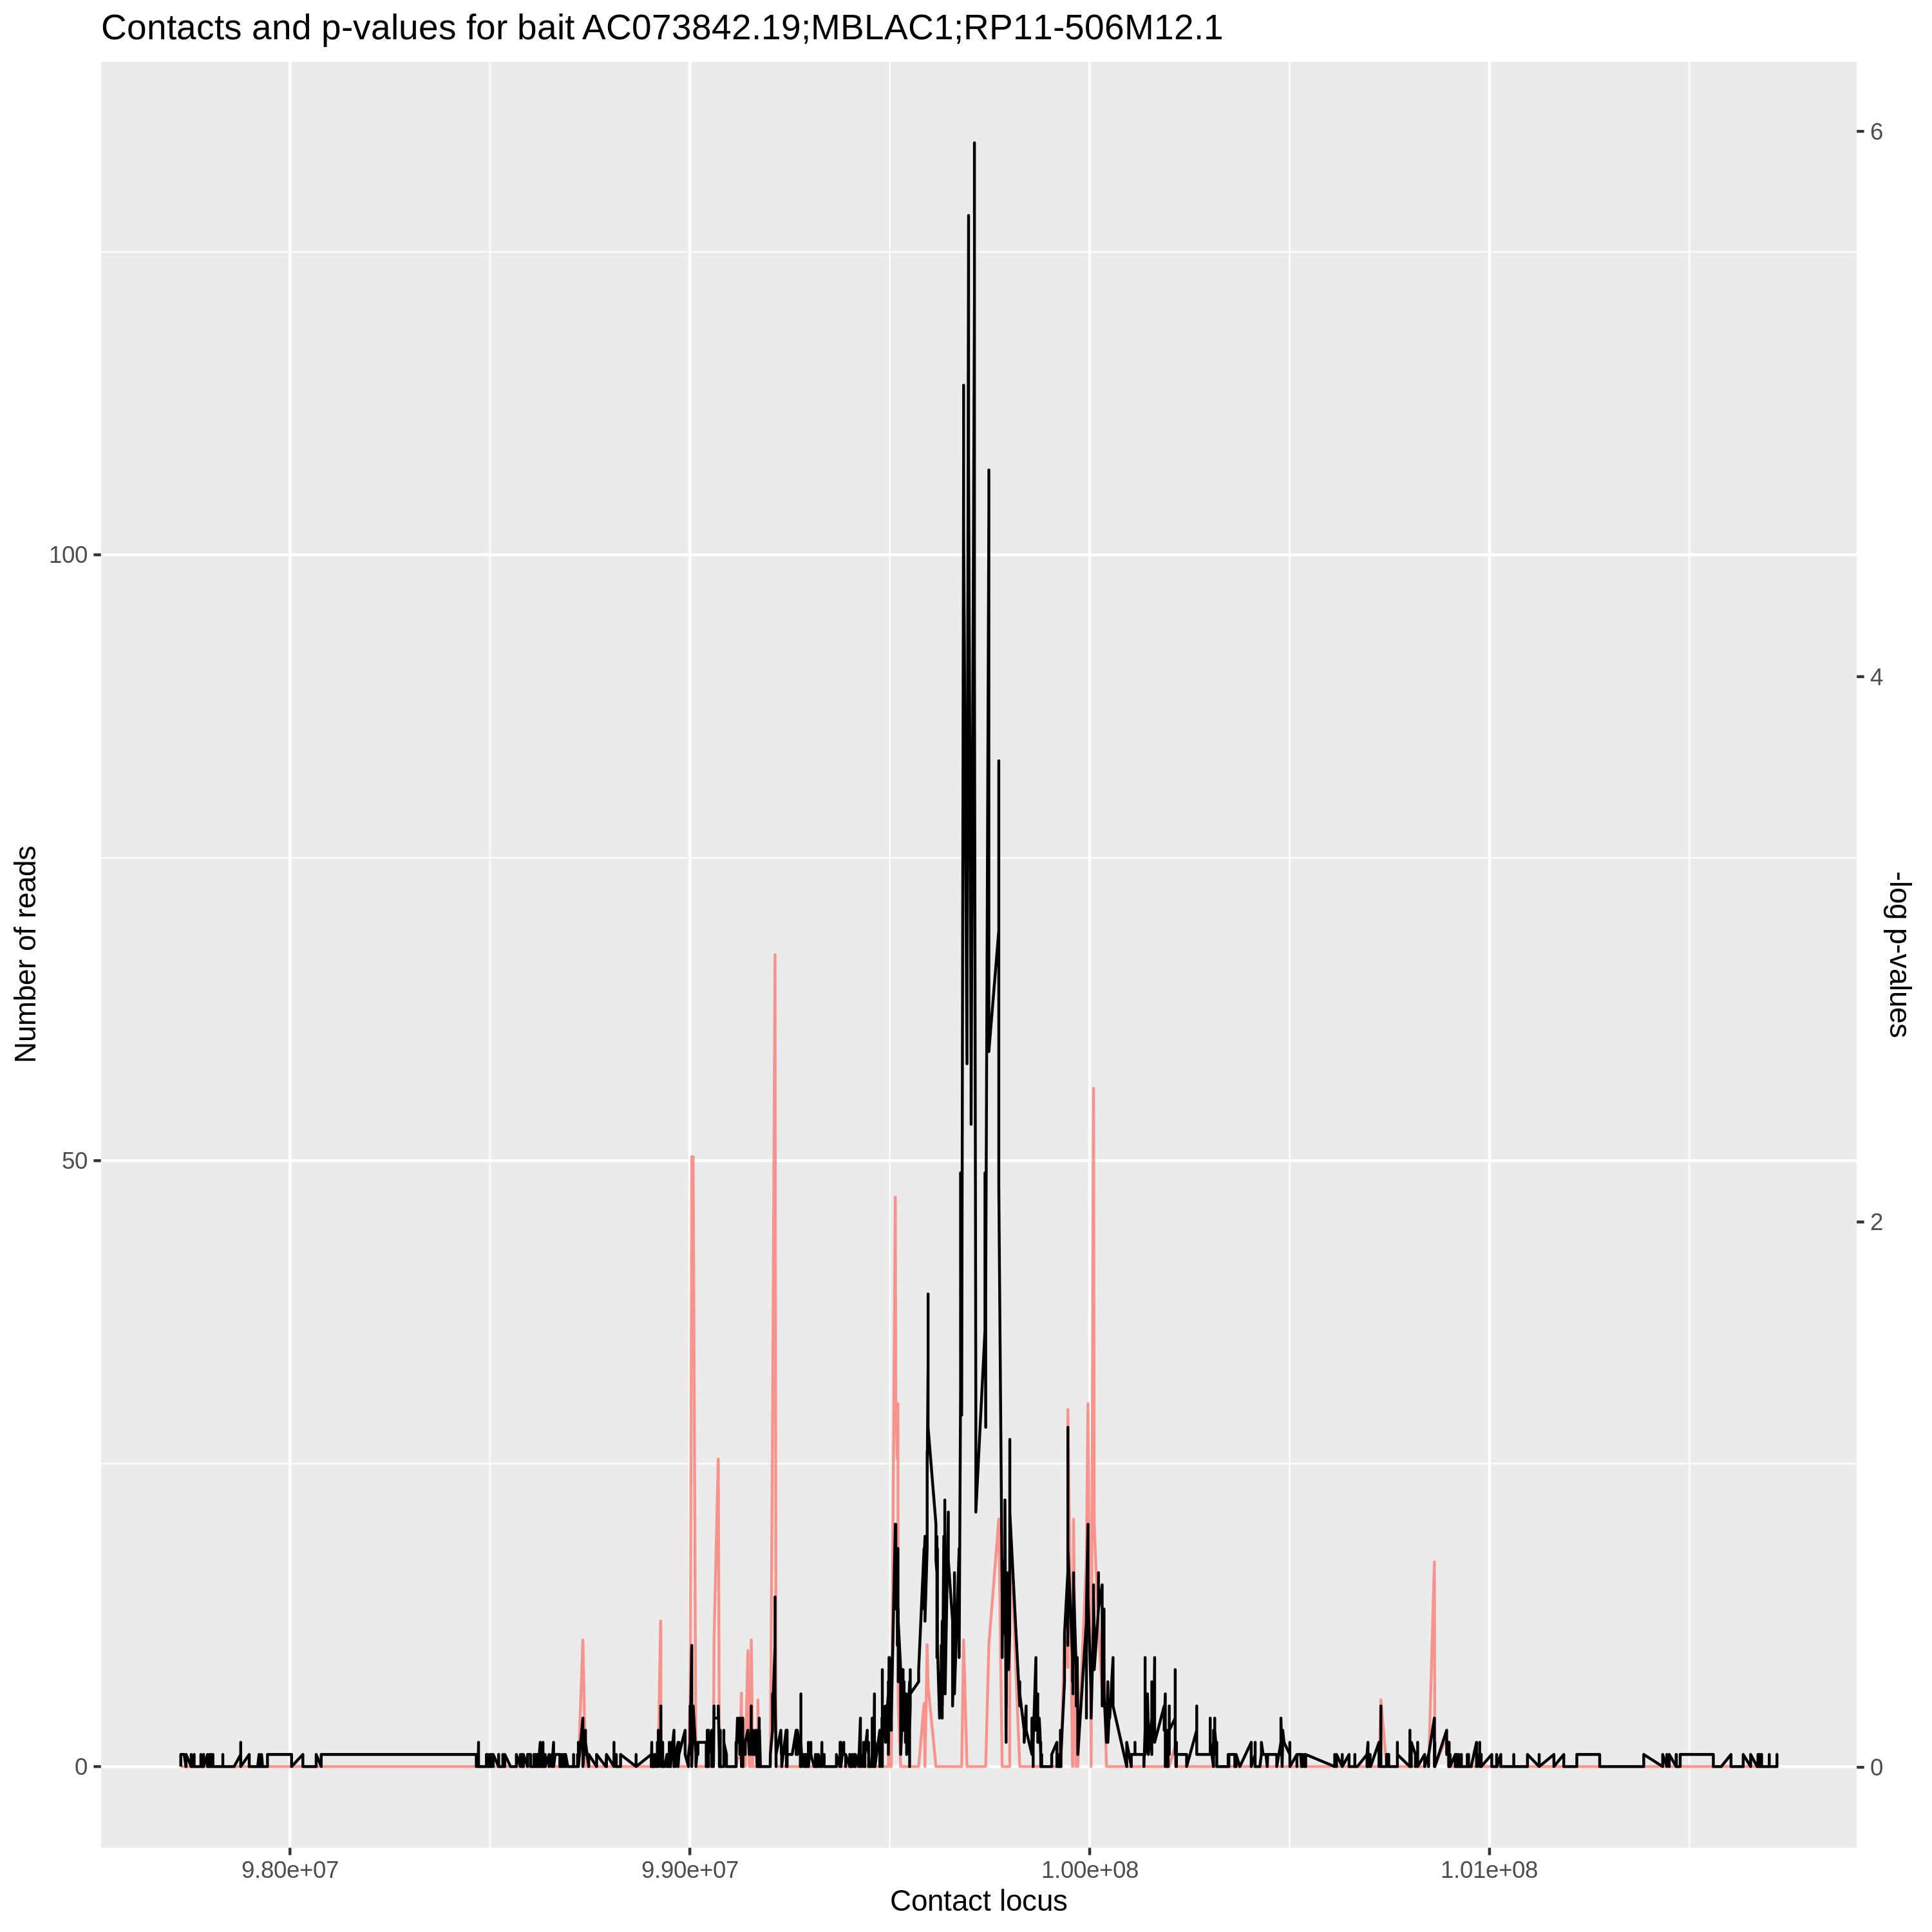 Contacts and p-values for bait AC073842.19;MBLAC1;RP11-506M12.1
6
100
4
Number of reads
-log p-values
50
2
0
0
9.80e+07
9.90e+07
1.00e+08
1.01e+08
Contact locus